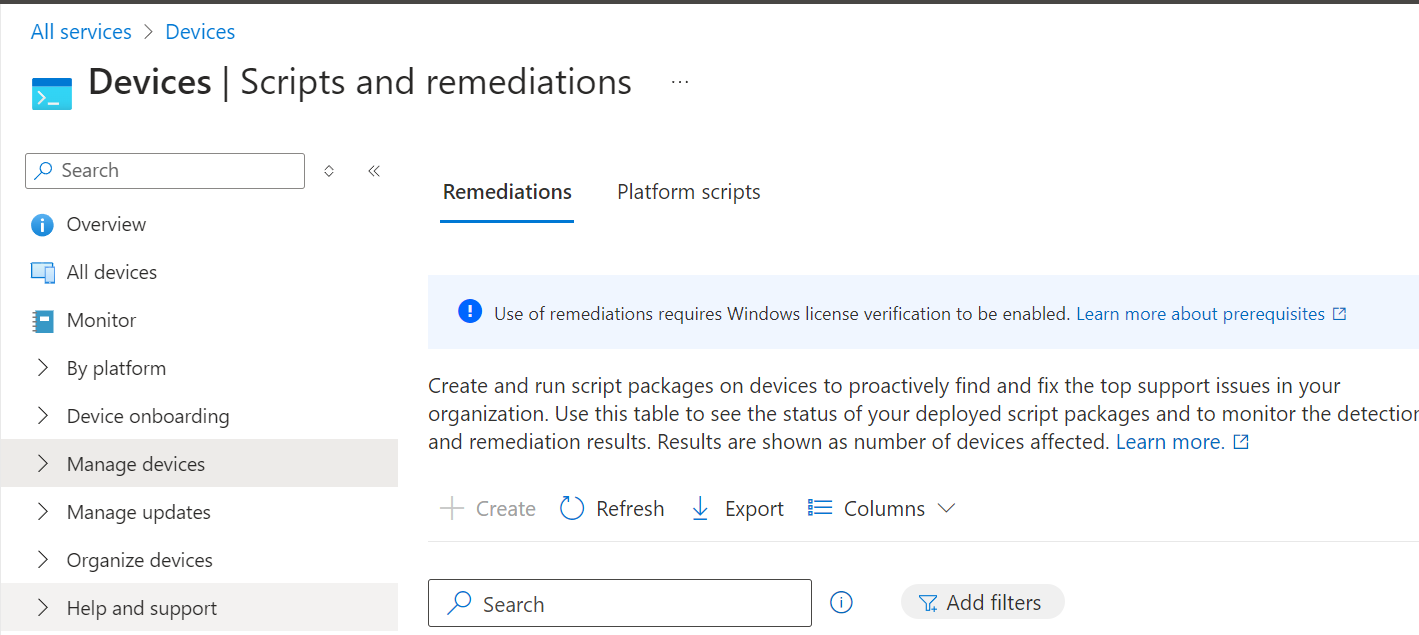 All services > Devices
Devices | Scripts and remediations ...
Search
Overview
All devices
Monitor
By platform
Device onboarding
Manage devices
Manage updates
Organize devices
Help and support
Remediations Platform scripts
Use of remediations requires Windows license verification to be enabled. Learn more about prerequisites
Create and run script packages on devices to proactively find and fix the top support issues in your
organization. Use this table to see the status of your deployed script packages and to monitor the detection
and remediation results. Results are shown as number of devices affected. Learn more.
Create Refresh Export Columns
Search Add filters